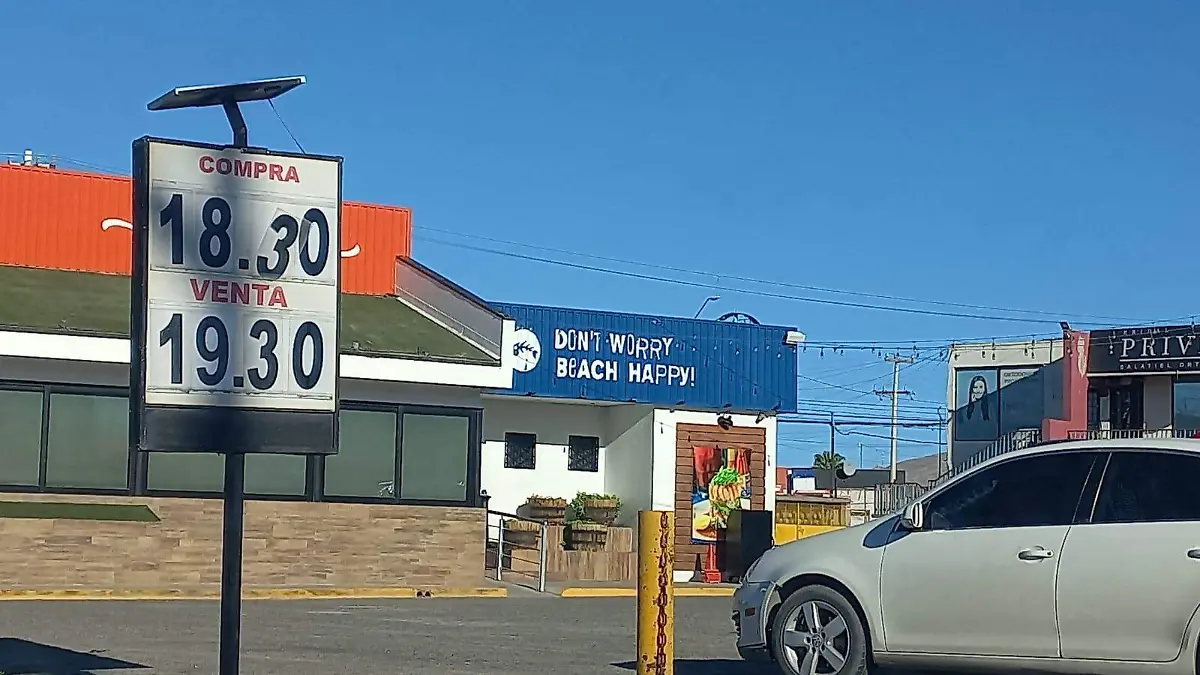 COMPRA
18.30
VENTA
19.30
DON'T WORRY
BEACH HAPPY!
PRIV